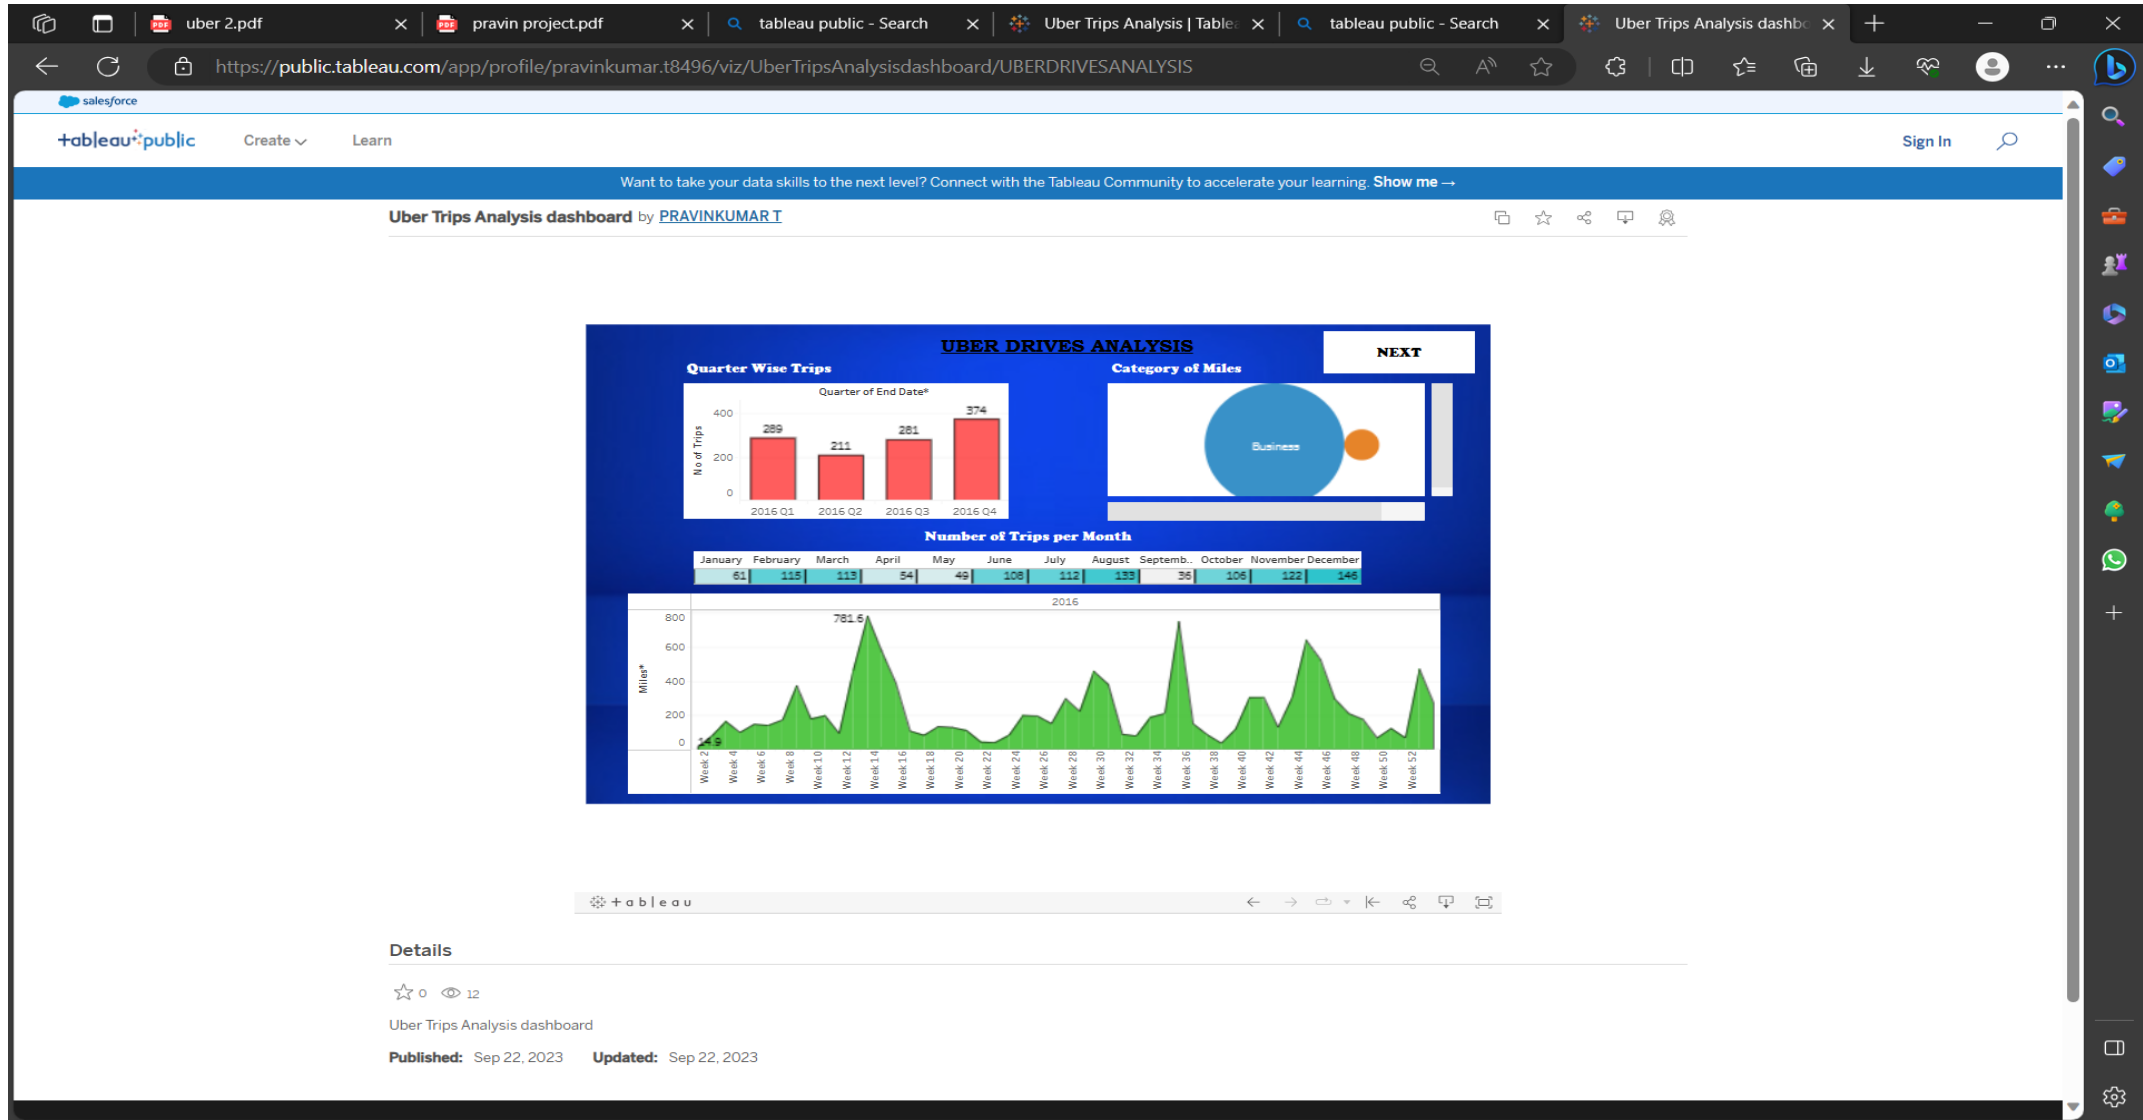 uber 2.pdf
pravin project.pdf
tableau public - Search
Uber Trips Analysis | Table
tableau public - Search
Uber Trips Analysis dashbo
https://public.tableau.com/app/profile/pravinkumar.t8496/viz/UberTripsAnalysisdashboard/UBERDRIVESANALYSIS
salesforce
+ableau public
Create
Learn
Sign In
Want to take your data skills to the next level? Connect with the Tableau Community to accelerate your learning. Show me →
Uber Trips Analysis dashboard by PRAVINKUMAR T
UBER DRIVES ANALYSIS
NEXT
Quarter Wise Trips
Category of Miles
Quarter of End Date*
No of Trips
400
200
0
289
211
281
374
2016 Q1 2016 Q2 2016 Q3 2016 Q4
Business
Number of Trips per Month
January February March April May June July August Septemb.. October November December
61 115 113 54 49 108 112 133 36 106 122 146
2016
Miles*
800
600
400
200
0
781.6
14.9
Week 2 Week 4 Week 6 Week 8 Week 10 Week 12 Week 14 Week 16 Week 18 Week 20 Week 22 Week 24 Week 26 Week 28 Week 30 Week 32 Week 34 Week 36 Week 38 Week 40 Week 42 Week 44 Week 46 Week 48 Week 50 Week 52
+ableau
Details
0 12
Uber Trips Analysis dashboard
Published: Sep 22, 2023 Updated: Sep 22, 2023